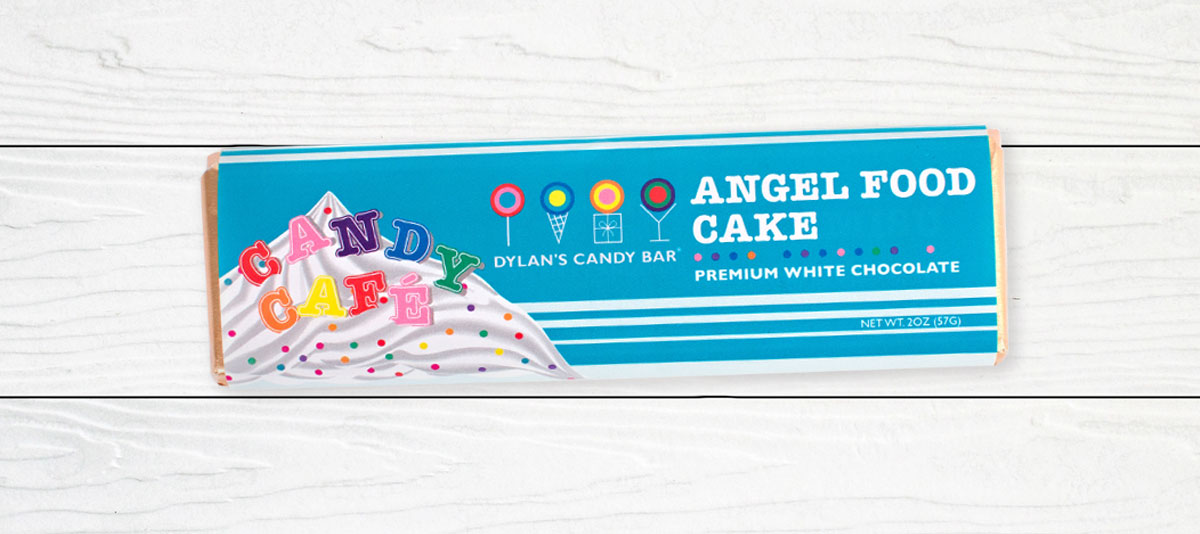 CANDY
CAFÉ
DYLAN'S CANDY BAR®
ANGEL FOOD
CAKE
PREMIUM WHITE CHOCOLATE
NET WT. 2OZ (57G)